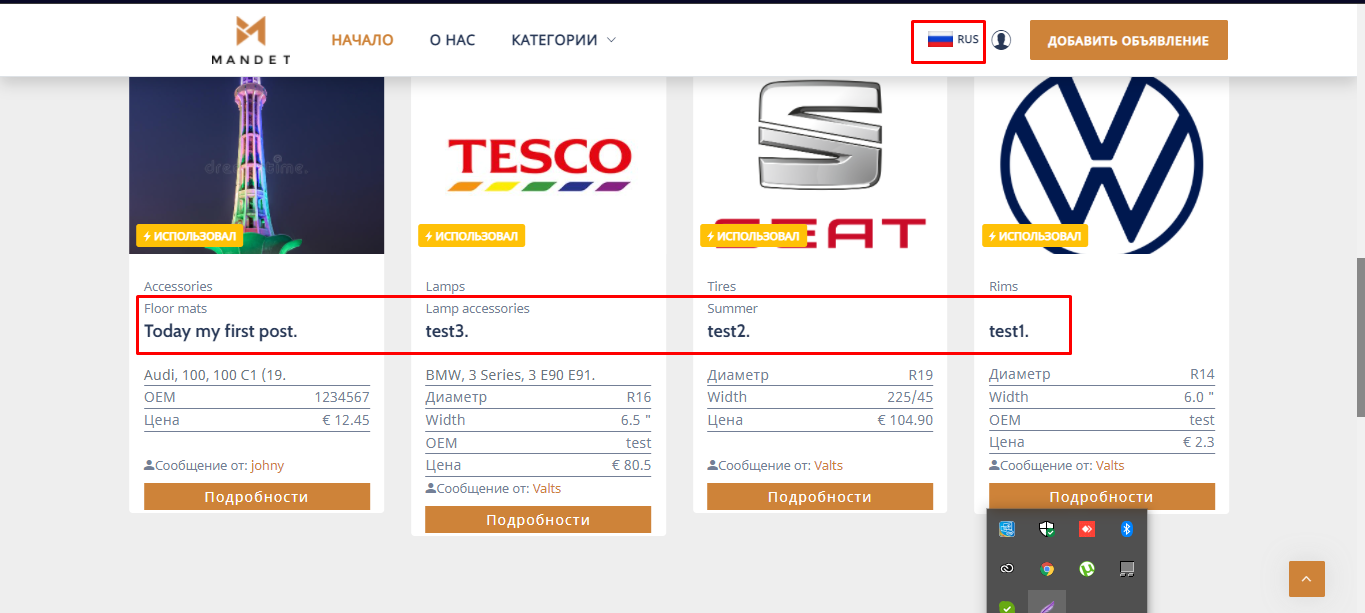 MANDET
НАЧАЛО
О НАС
КАТЕГОРИИ
RUS
ДОБАВИТЬ ОБЪЯВЛЕНИЕ
ИСПОЛЬЗОВАЛ
Accessories
Floor mats
Today my first post.
Audi, 100, 100 C1 (19.
OEM 1234567
Цена € 12.45
Сообщение от: johny
Подробности
TESCO
ИСПОЛЬЗОВАЛ
Lamps
Lamp accessories
test3.
BMW, 3 Series, 3 E90 E91.
Диаметр R16
Width 6.5 "
OEM test
Цена € 80.5
Сообщение от: Valts
Подробности
SEAT
ИСПОЛЬЗОВАЛ
Tires
Summer
test2.
Диаметр R19
Width 225/45
Цена € 104.90
Сообщение от: Valts
Подробности
ИСПОЛЬЗОВАЛ
Rims
test1.
Диаметр R14
Width 6.0 "
OEM test
Цена € 2.3
Сообщение от: Valts
Подробности